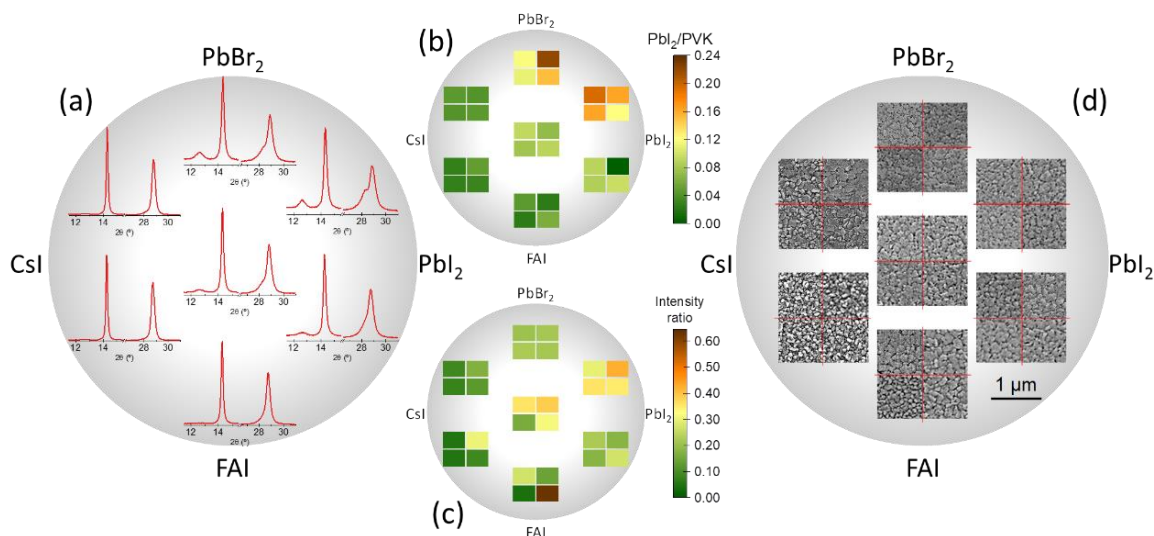 (a)
PbBr₂
12 14 28 30
2θ (°)
12 14 28 30
2θ (°)
12 14 28 30
2θ (°)
12 14 28 30
2θ (°)
CsI
PbI₂
12 14 28 30
2θ (°)
12 14 28 30
2θ (°)
12 14 28 30
2θ (°)
FAI
(b)
PbBr₂
CsI
PbI₂
FAI
PbI₂/PVK
0.24
0.20
0.16
0.12
0.08
0.04
0.00
(c)
PbBr₂
CsI
PbI₂
FAI
Intensity
ratio
0.60
0.50
0.40
0.30
0.20
0.10
0.00
(d)
PbBr₂
CsI
PbI₂
1 µm
FAI